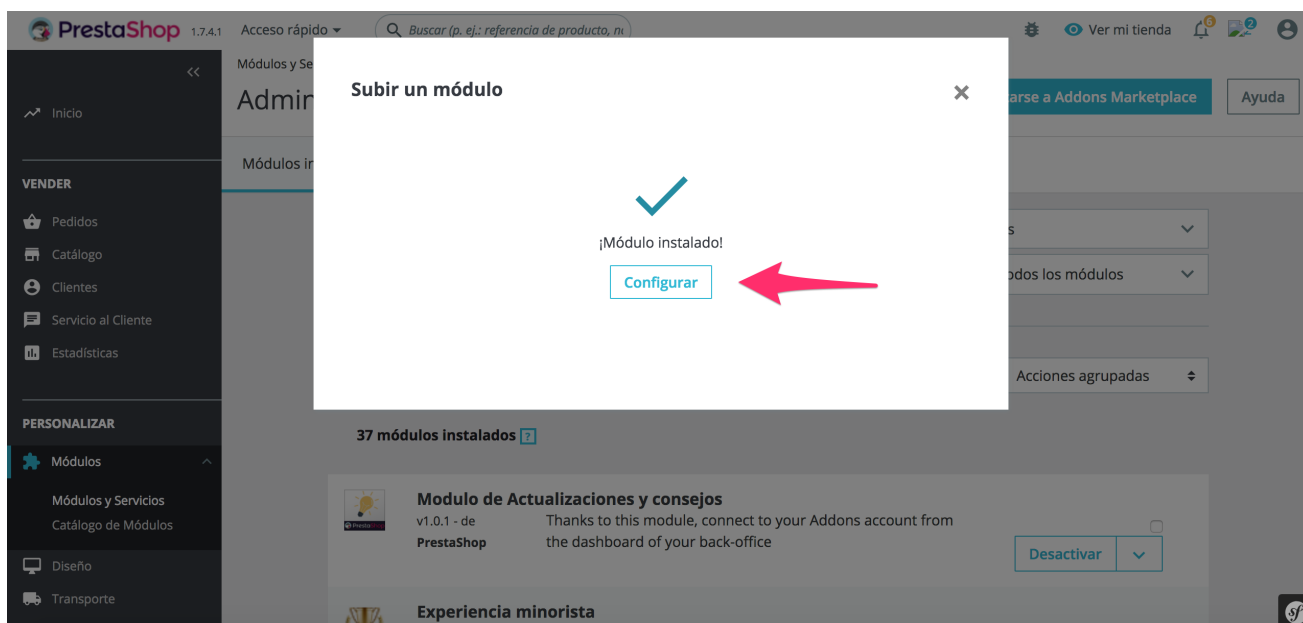 PrestaShop 1.7.4.1 Acceso rápido Buscar (p. ej.: referencia de producto, no Ver mi tienda 6 2
Módulos y Se
Admin
arse a Addons Marketplace
Ayuda
Módulos in
Inicio
VENDER
Pedidos
Catálogo
Clientes
Servicio al Cliente
Estadísticas
PERSONALIZAR
Módulos
Módulos y Servicios
Catálogo de Módulos
Diseño
Transporte
Subir un módulo
¡Módulo instalado!
Configurar
s
odos los módulos
Acciones agrupadas
37 módulos instalados ?
Modulo de Actualizaciones y consejos
v1.0.1 - de
PrestaShop
Thanks to this module, connect to your Addons account from
the dashboard of your back-office
Desactivar
Experiencia minorista
sf